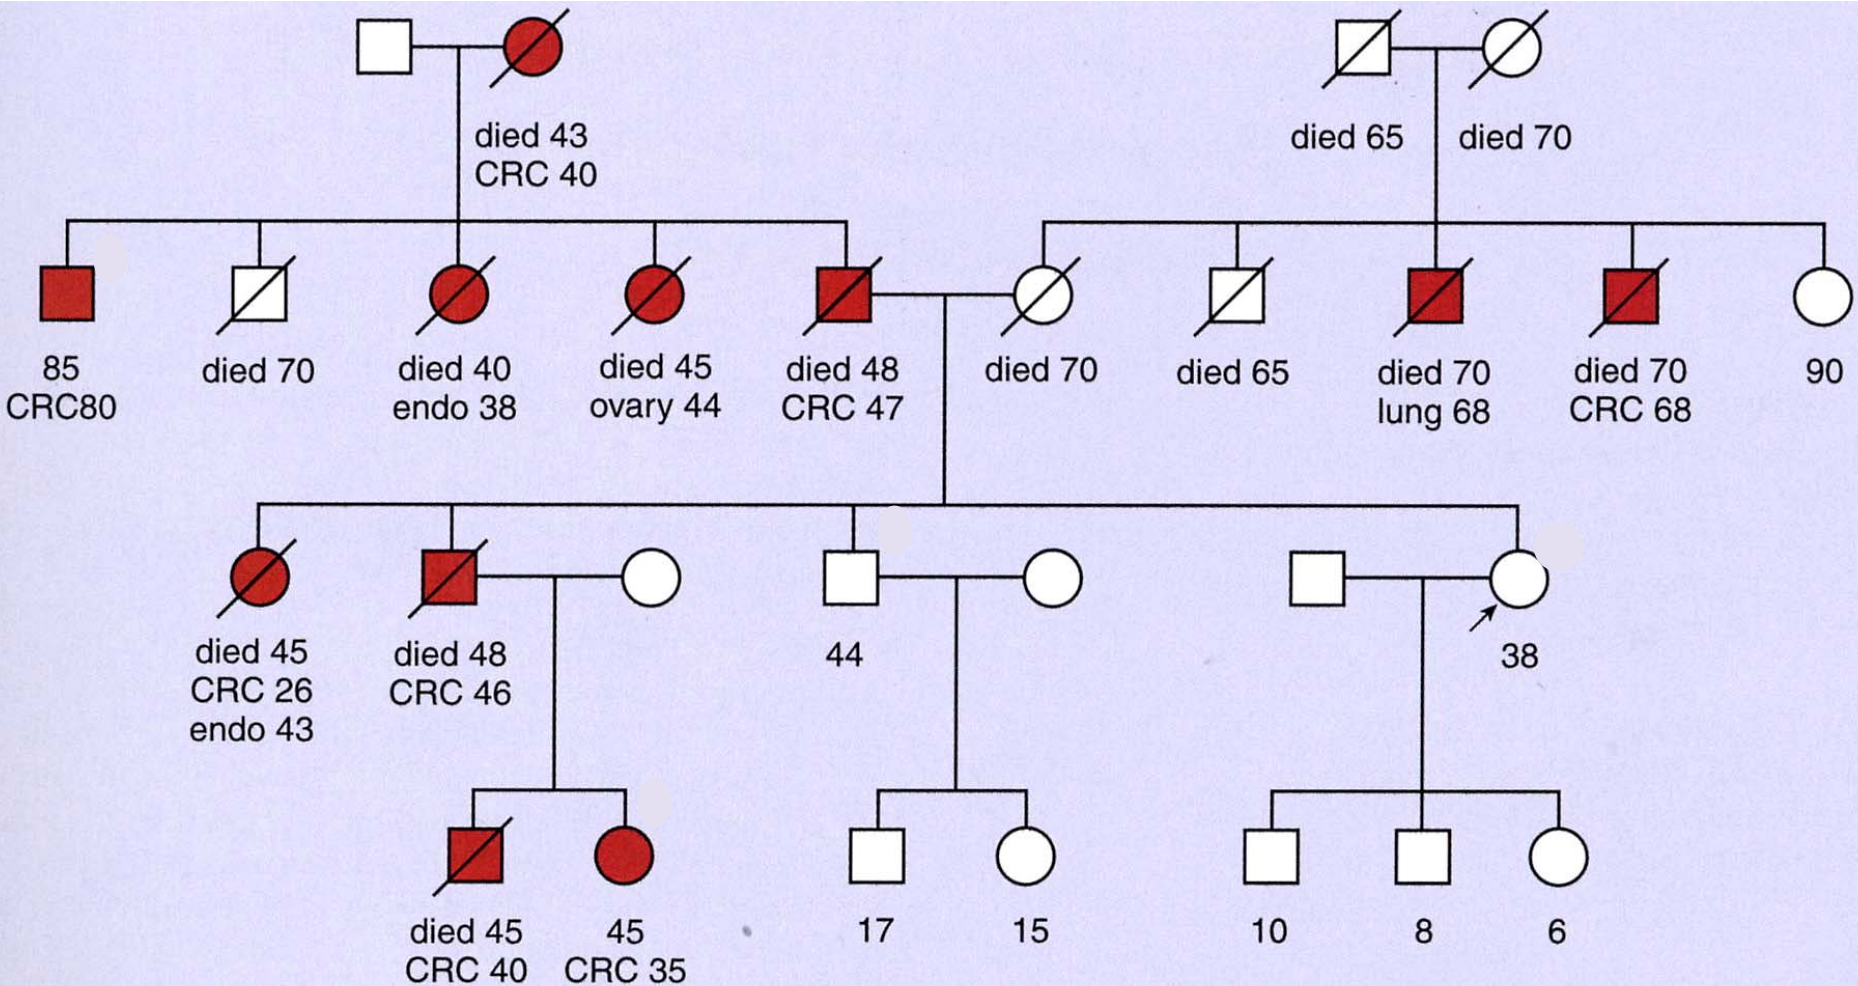 died 43
CRC 40
died 65
died 70
85
CRC80
died 70
died 40
endo 38
died 45
ovary 44
died 48
CRC 47
died 70
died 65
died 70
lung 68
died 70
CRC 68
90
died 45
CRC 26
endo 43
died 48
CRC 46
44
38
died 45
CRC 40
45
CRC 35
17
15
10
8
6